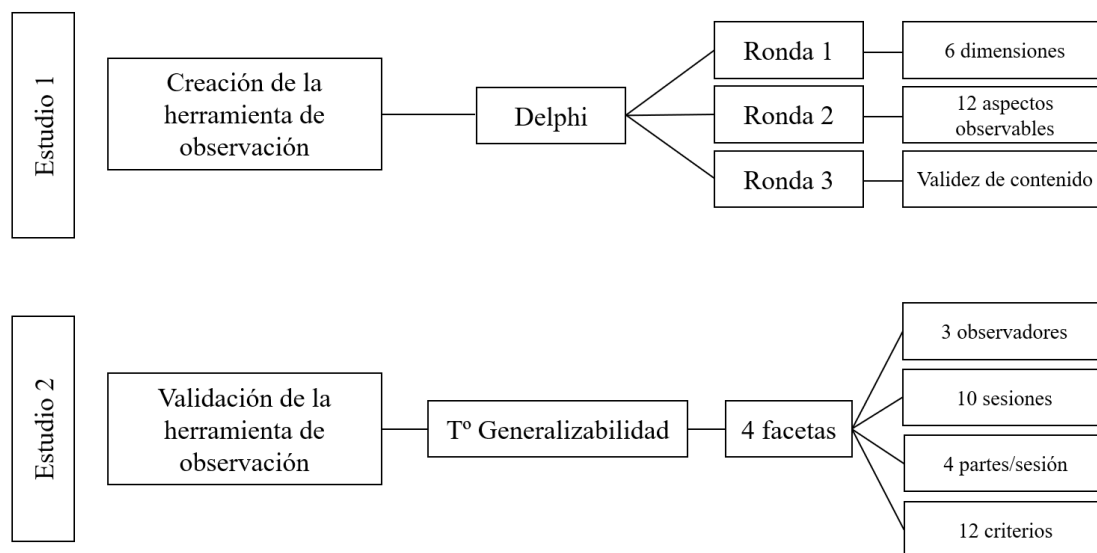 Estudio 1
Creación de la
herramienta de
observación
Delphi
Ronda 1
6 dimensiones
Ronda 2
12 aspectos
observables
Ronda 3
Validez de contenido
Estudio 2
Validación de la
herramienta de
observación
Tº Generalizabilidad
4 facetas
3 observadores
10 sesiones
4 partes/sesión
12 criterios